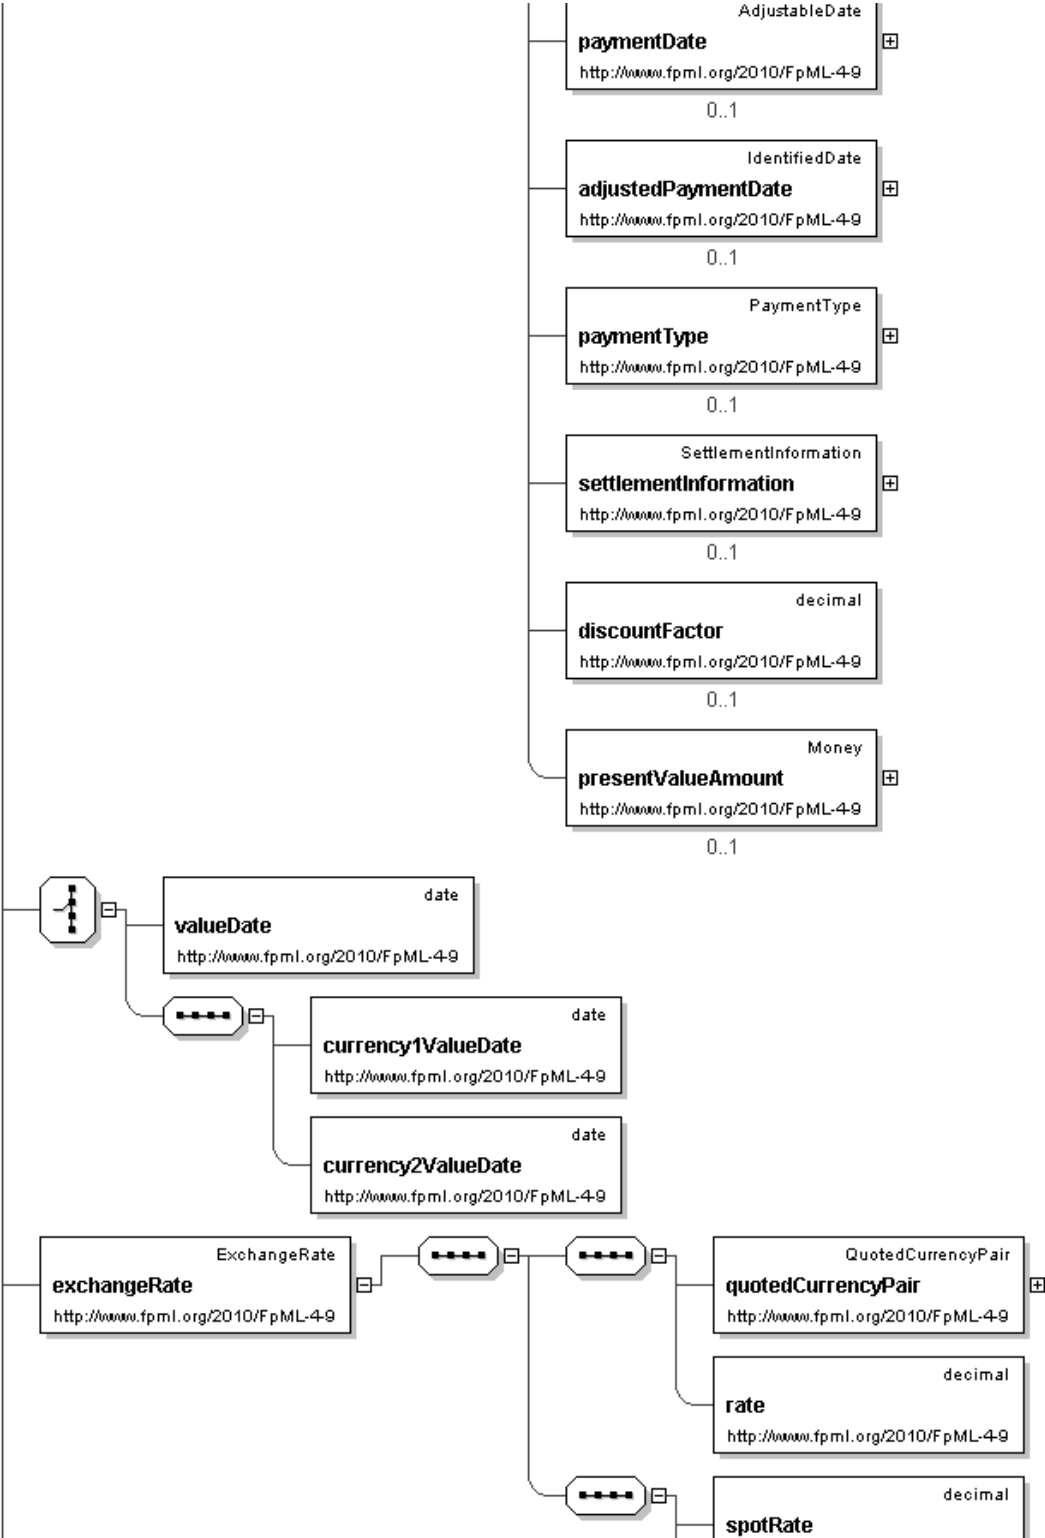 AdjustableDate
paymentDate
http://www.fpml.org/2010/FpML-4-9
0..1
IdentifiedDate
adjustedPaymentDate
http://www.fpml.org/2010/FpML-4-9
0..1
PaymentType
paymentType
http://www.fpml.org/2010/FpML-4-9
0..1
SettlementInformation
settlementInformation
http://www.fpml.org/2010/FpML-4-9
0..1
decimal
discountFactor
http://www.fpml.org/2010/FpML-4-9
0..1
Money
presentValueAmount
http://www.fpml.org/2010/FpML-4-9
0..1
date
valueDate
http://www.fpml.org/2010/FpML-4-9
date
currency1ValueDate
http://www.fpml.org/2010/FpML-4-9
date
currency2ValueDate
http://www.fpml.org/2010/FpML-4-9
ExchangeRate
exchangeRate
http://www.fpml.org/2010/FpML-4-9
QuotedCurrencyPair
quotedCurrencyPair
http://www.fpml.org/2010/FpML-4-9
decimal
rate
http://www.fpml.org/2010/FpML-4-9
decimal
spotRate